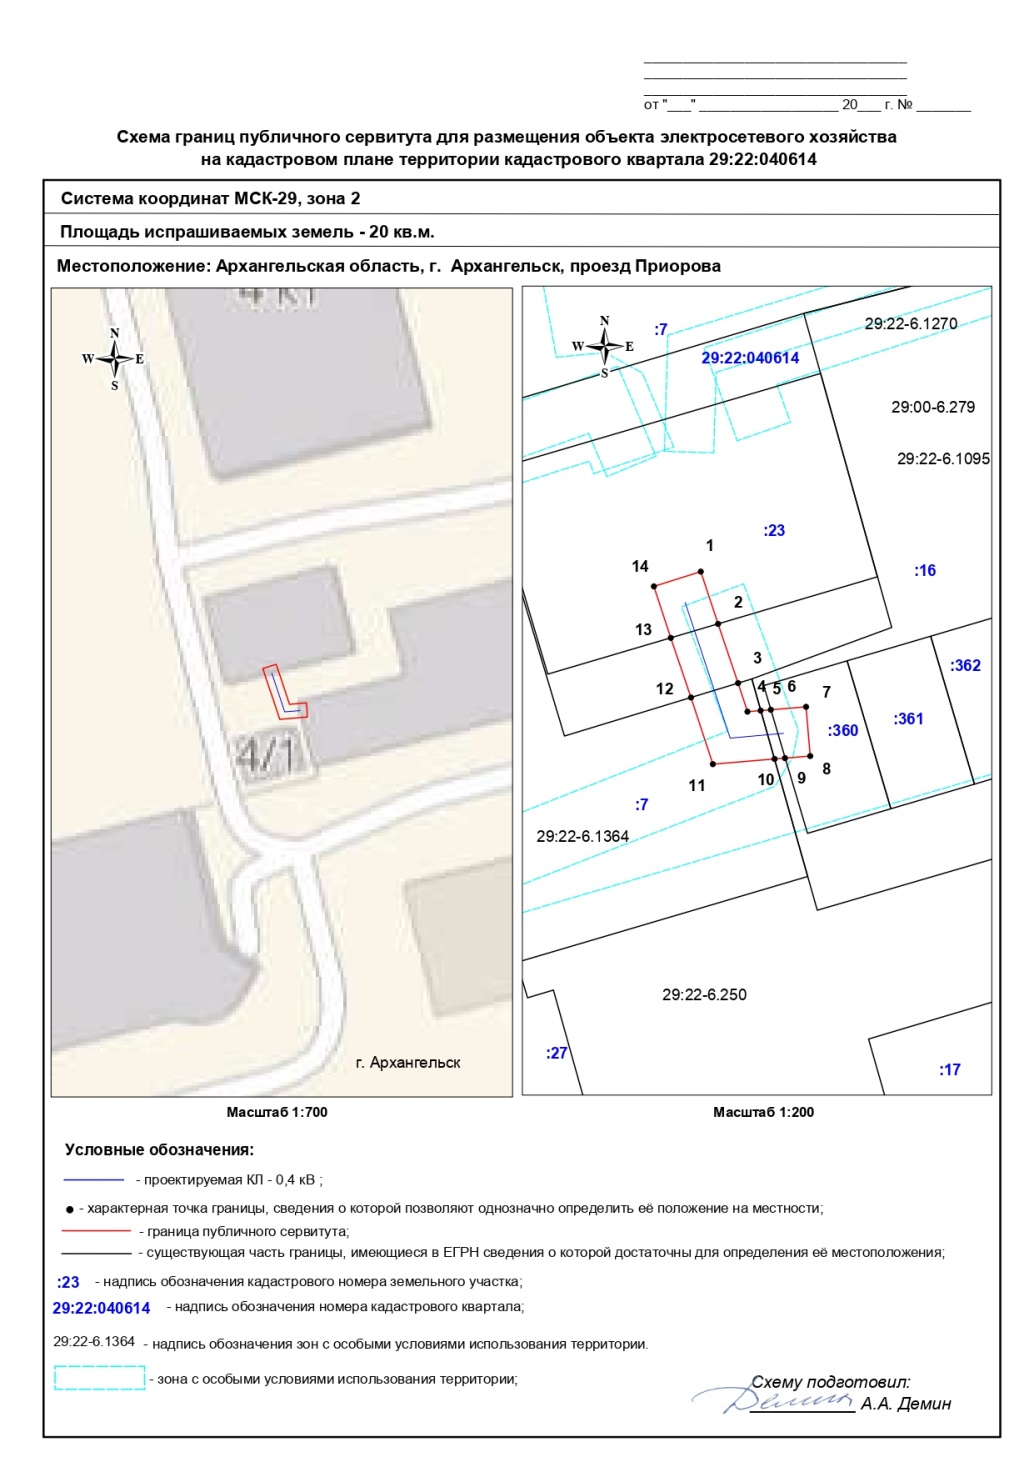 от "___" __________________ 20___ г. № _______
Схема границ публичного сервитута для размещения объекта электросетевого хозяйства
на кадастровом плане территории кадастрового квартала 29:22:040614
Система координат МСК-29, зона 2
Площадь испрашиваемых земель - 20 кв.м.
Местоположение: Архангельская область, г. Архангельск, проезд Приорова
4 к1
N
W E
S
4/1
г. Архангельск
N
W E
S
:7
29:22-6.1270
29:22:040614
29:00-6.279
29:22-6.1095
:23
:16
1
14
2
13
3
12
4 5 6 7
:362
:361
:360
8
9
10
11
:7
29:22-6.1364
29:22-6.250
:27
:17
Масштаб 1:700
Масштаб 1:200
Условные обозначения:
- проектируемая КЛ - 0,4 кВ ;
- характерная точка границы, сведения о которой позволяют однозначно определить её положение на местности;
- граница публичного сервитута;
- существующая часть границы, имеющиеся в ЕГРН сведения о которой достаточны для определения её местоположения;
:23 - надпись обозначения кадастрового номера земельного участка;
29:22:040614 - надпись обозначения номера кадастрового квартала;
29:22-6.1364 - надпись обозначения зон с особыми условиями использования территории.
- зона с особыми условиями использования территории;
Схему подготовил:
Демин А.А. Демин